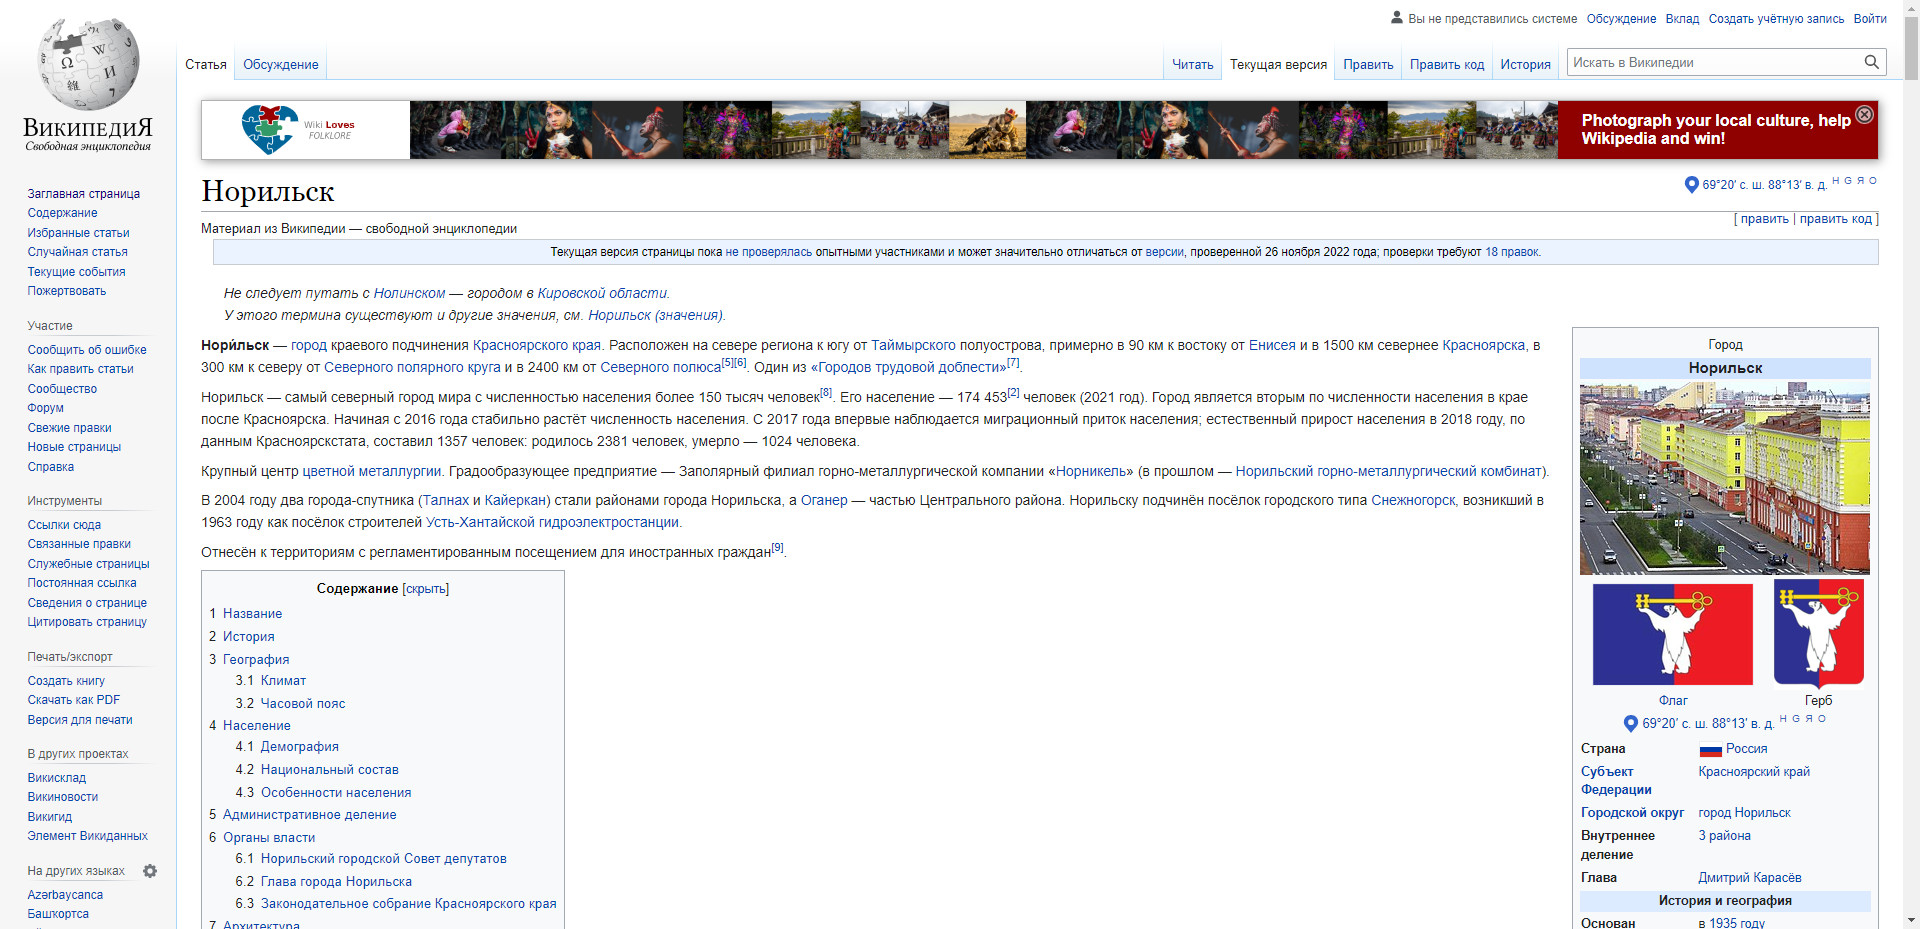 Вы не представились системе Обсуждение Вклад Создать учётную запись Войти
Статья Обсуждение Читать Текущая версия Править Править код История Искать в Википедии
ВикипедиЯ
Свободная энциклопедия
Заглавная страница
Содержание
Избранные статьи
Случайная статья
Текущие события
Пожертвовать
Участие
Сообщить об ошибке
Как править статьи
Сообщество
Форум
Свежие правки
Новые страницы
Справка
Инструменты
Ссылки сюда
Связанные правки
Служебные страницы
Постоянная ссылка
Сведения о странице
Цитировать страницу
Печать/экспорт
Создать книгу
Скачать как PDF
Версия для печати
В других проектах
Викисклад
Викиновости
Викигид
Элемент Викиданных
На других языках
Azərbaycanca
Башҡортса
Wiki Loves
FOLKLORE
Photograph your local culture, help
Wikipedia and win!
Норильск
69°20′ с. ш. 88°13′ в. д. H G Я O
[ править | править код ]
Материал из Википедии — свободной энциклопедии
Текущая версия страницы пока не проверялась опытными участниками и может значительно отличаться от версии, проверенной 26 ноября 2022 года; проверки требуют 18 правок.
Не следует путать с Нолинском — городом в Кировской области.
У этого термина существуют и другие значения, см. Норильск (значения).
Нори́льск — город краевого подчинения Красноярского края. Расположен на севере региона к югу от Таймырского полуострова, примерно в 90 км к востоку от Енисея и в 1500 км севернее Красноярска, в
300 км к северу от Северного полярного круга и в 2400 км от Северного полюса[5][6]. Один из «Городов трудовой доблести»[7].
Норильск — самый северный город мира с численностью населения более 150 тысяч человек[8]. Его население — 174 453[2] человек (2021 год). Город является вторым по численности населения в крае
после Красноярска. Начиная с 2016 года стабильно растёт численность населения. С 2017 года впервые наблюдается миграционный приток населения; естественный прирост населения в 2018 году, по
данным Красноярскстата, составил 1357 человек: родилось 2381 человек, умерло — 1024 человека.
Крупный центр цветной металлургии. Градообразующее предприятие — Заполярный филиал горно-металлургической компании «Норникель» (в прошлом — Норильский горно-металлургический комбинат).
В 2004 году два города-спутника (Талнах и Кайеркан) стали районами города Норильска, а Оганер — частью Центрального района. Норильску подчинён посёлок городского типа Снежногорск, возникший в
1963 году как посёлок строителей Усть-Хантайской гидроэлектростанции.
Отнесён к территориям с регламентированным посещением для иностранных граждан[9].
Содержание [скрыть]
1 Название
2 История
3 География
3.1 Климат
3.2 Часовой пояс
4 Население
4.1 Демография
4.2 Национальный состав
4.3 Особенности населения
5 Административное деление
6 Органы власти
6.1 Норильский городской Совет депутатов
6.2 Глава города Норильска
6.3 Законодательное собрание Красноярского края
7 Архитектура
Город
Норильск
Флаг Герб
69°20′ с. ш. 88°13′ в. д. H G Я O
Страна Россия
Субъект Федерации Красноярский край
Городской округ город Норильск
Внутреннее деление 3 района
Глава Дмитрий Карасёв
История и география
Основан в 1935 году